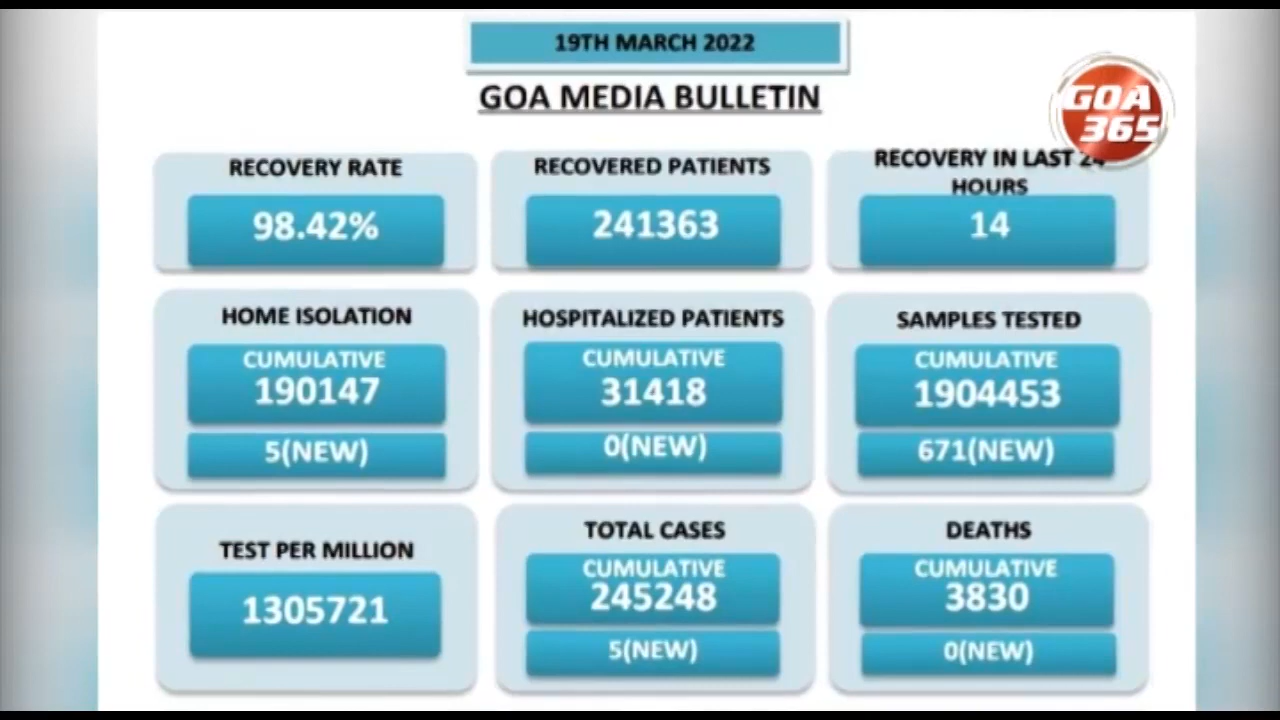 19TH MARCH 2022
GOA MEDIA BULLETIN
GOA
365
RECOVERY RATE
98.42%
RECOVERED PATIENTS
241363
RECOVERY IN LAST 24
HOURS
14
HOME ISOLATION
CUMULATIVE
190147
5(NEW)
HOSPITALIZED PATIENTS
CUMULATIVE
31418
0(NEW)
SAMPLES TESTED
CUMULATIVE
1904453
671(NEW)
TEST PER MILLION
1305721
TOTAL CASES
CUMULATIVE
245248
5(NEW)
DEATHS
CUMULATIVE
3830
0(NEW)